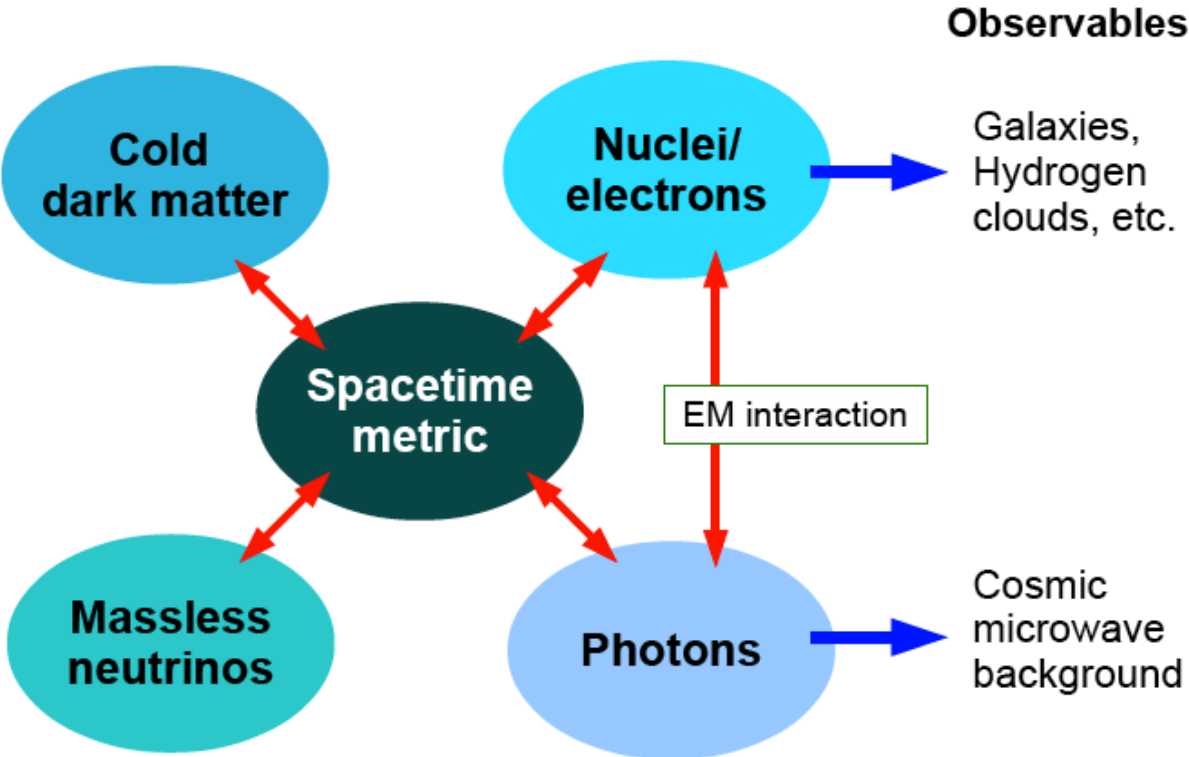 Observables
Cold
dark matter
Nuclei/
electrons
Galaxies,
Hydrogen
clouds, etc.
Spacetime
metric
EM interaction
Massless
neutrinos
Photons
Cosmic
microwave
background